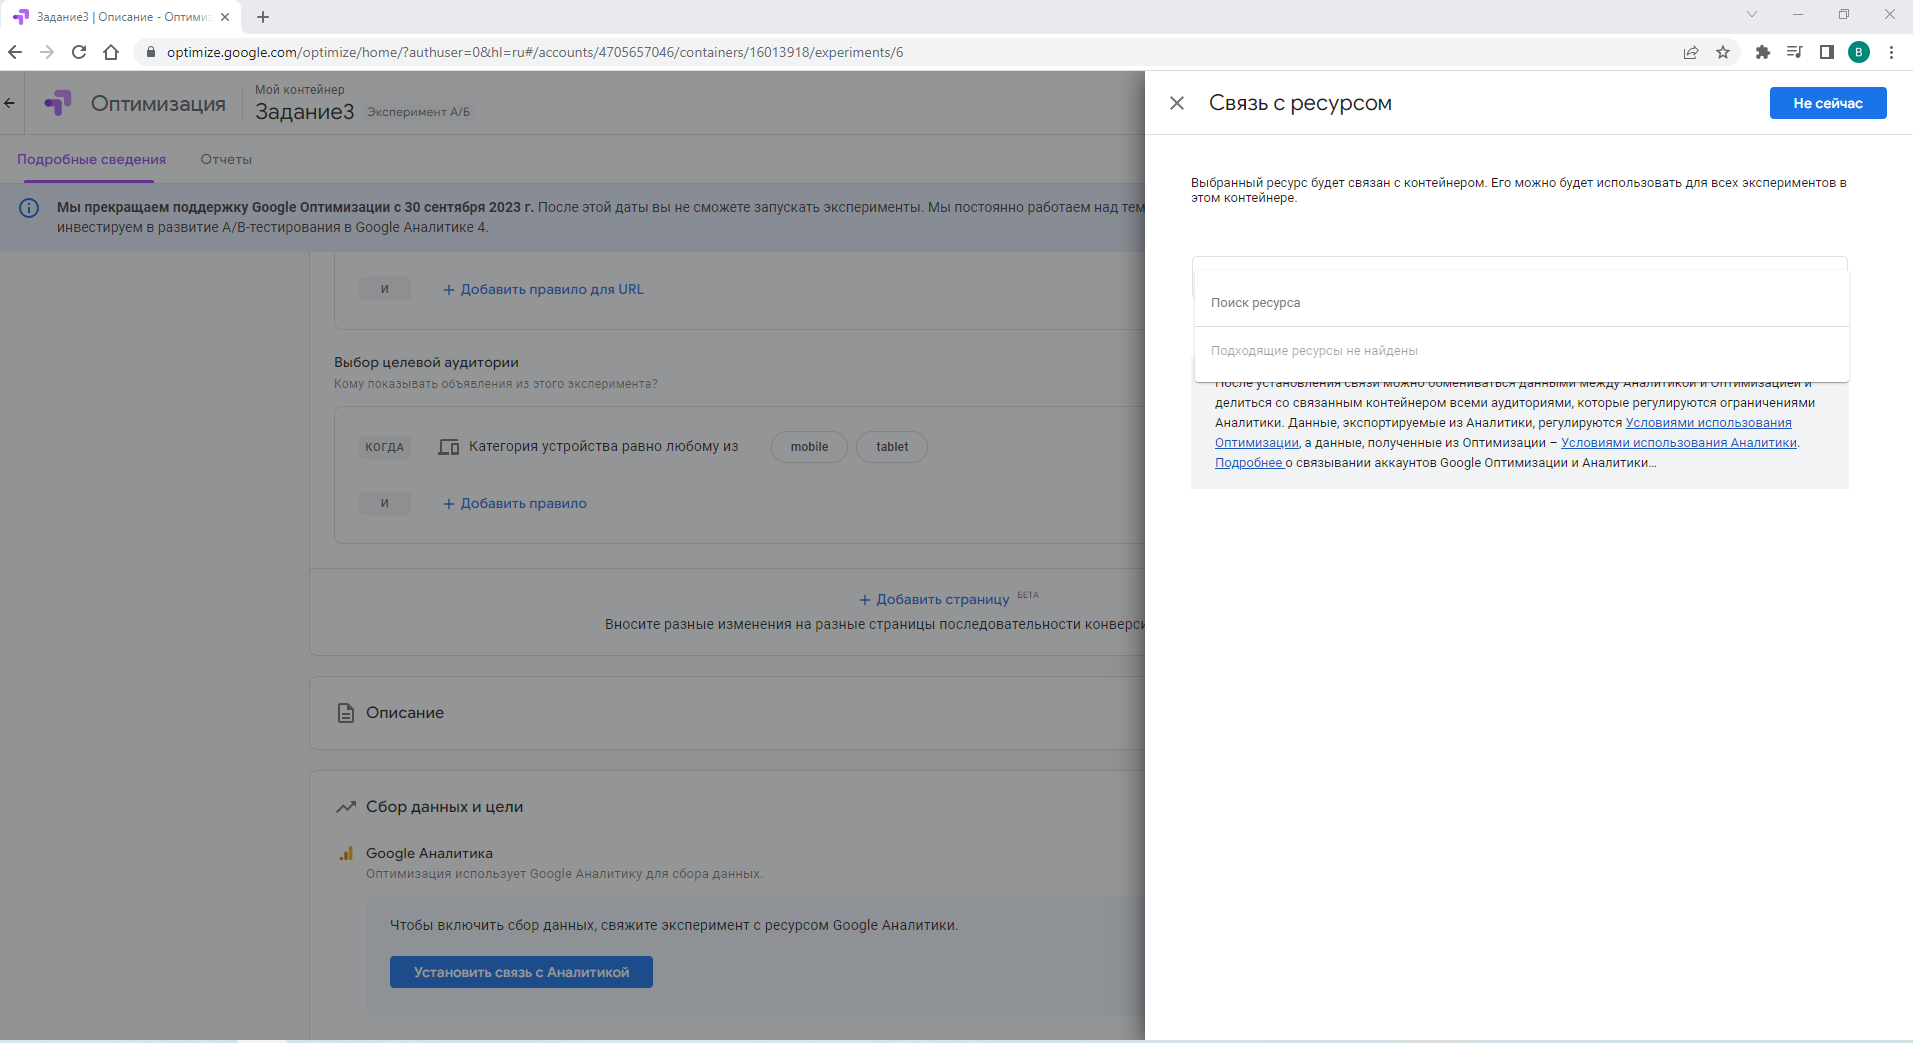 Задание3 | Описание - Оптими
optimize.google.com/optimize/home/?authuser=0&hl=ru#/accounts/4705657046/containers/16013918/experiments/6
B
Оптимизация
Мой контейнер
Задание3
Эксперимент А/Б
Подробные сведения
Отчеты
Мы прекращаем поддержку Google Оптимизации с 30 сентября 2023 г. После этой даты вы не сможете запускать эксперименты. Мы постоянно работаем над тем
инвестируем в развитие A/B-тестирования в Google Аналитике 4.
И
+ Добавить правило для URL
Выбор целевой аудитории
Кому показывать объявления из этого эксперимента?
КОГДА
Категория устройства равно любому из
mobile
tablet
И
+ Добавить правило
+ Добавить страницу БЕТА
Вносите разные изменения на разные страницы последовательности конверси
Описание
Сбор данных и цели
Google Аналитика
Оптимизация использует Google Аналитику для сбора данных.
Чтобы включить сбор данных, свяжите эксперимент с ресурсом Google Аналитики.
Установить связь с Аналитикой
Связь с ресурсом
Не сейчас
Выбранный ресурс будет связан с контейнером. Его можно будет использовать для всех экспериментов в
этом контейнере.
Поиск ресурса
Подходящие ресурсы не найдены
После установления связи можно обмениваться данными между Аналитикой и Оптимизацией и
делиться со связанным контейнером всеми аудиториями, которые регулируются ограничениями
Аналитики. Данные, экспортируемые из Аналитики, регулируются Условиями использования
Оптимизации, а данные, полученные из Оптимизации – Условиями использования Аналитики.
Подробнее о связывании аккаунтов Google Оптимизации и Аналитики…